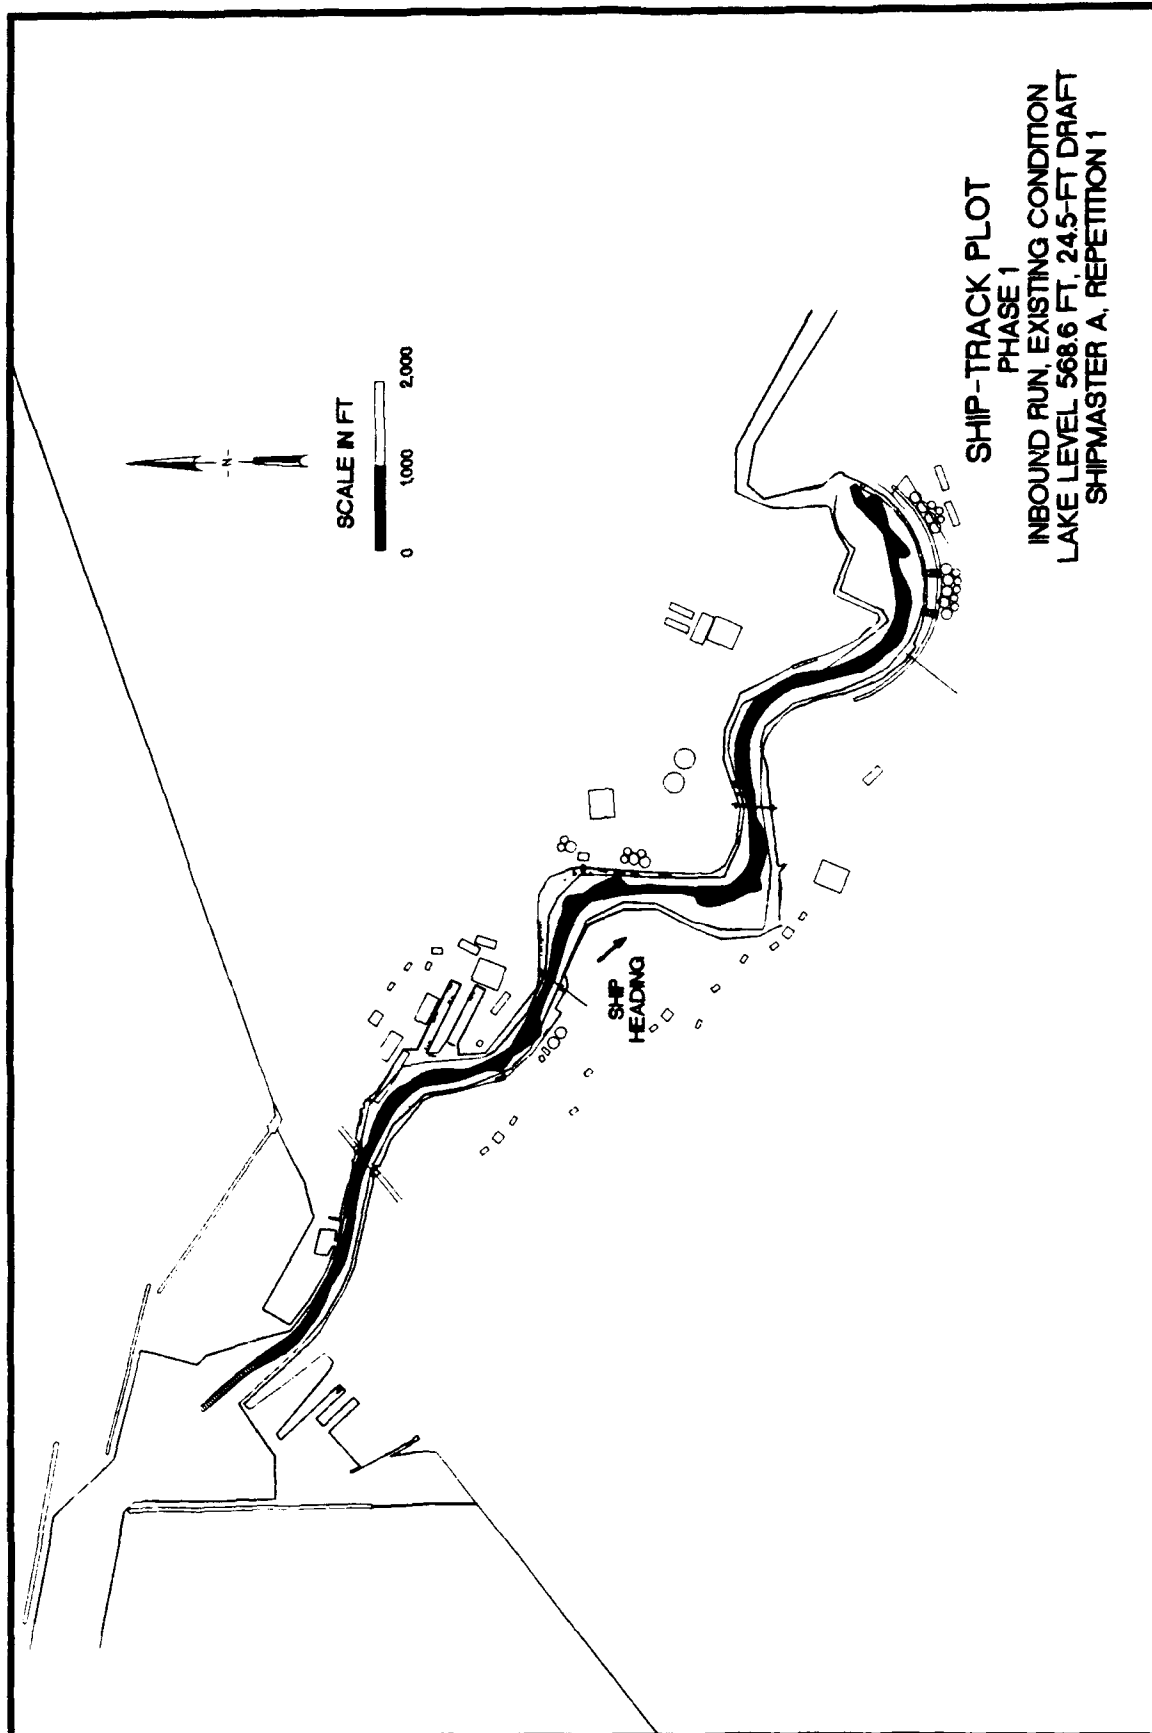 SCALE IN FT
0 1,000 2,000
N
SHIP
HEADING
SHIP-TRACK PLOT
PHASE 1
INBOUND RUN, EXISTING CONDITION
LAKE LEVEL 568.6 FT, 24.5-FT DRAFT
SHIPMASTER A, REPETITION 1